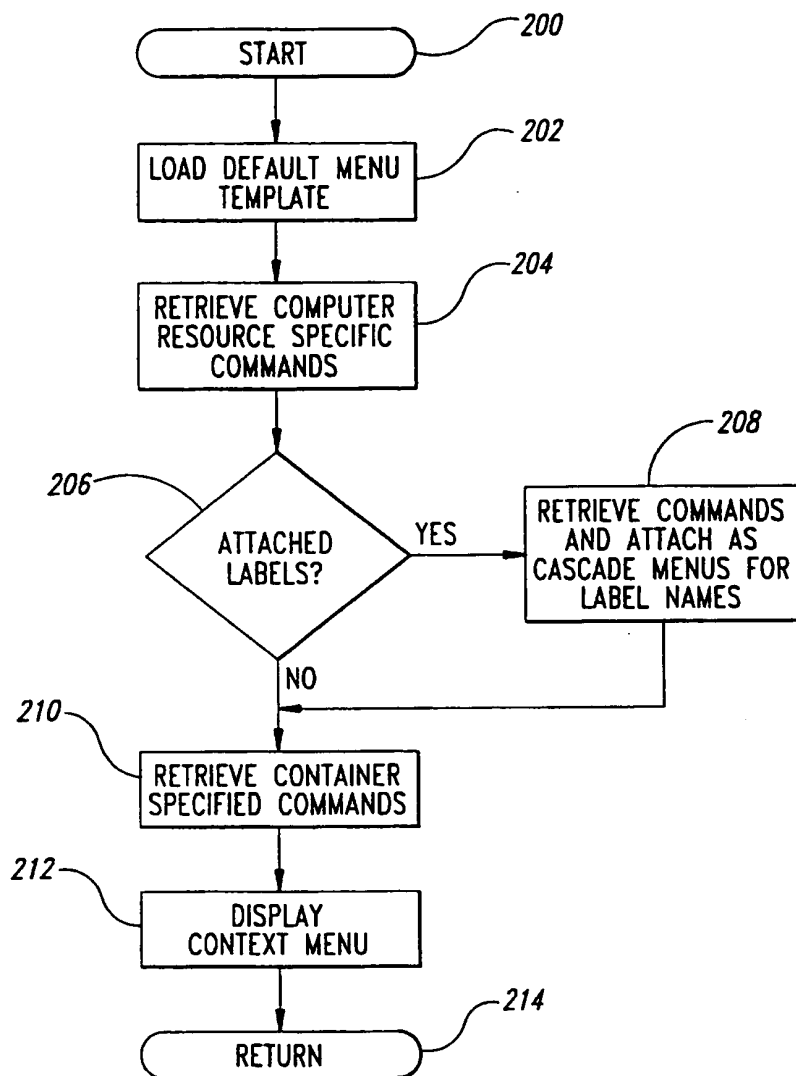 200
START
202
LOAD DEFAULT MENU
TEMPLATE
204
RETRIEVE COMPUTER
RESOURCE SPECIFIC
COMMANDS
206
208
ATTACHED
LABELS?
YES
RETRIEVE COMMANDS
AND ATTACH AS
CASCADE MENUS FOR
LABEL NAMES
NO
210
RETRIEVE CONTAINER
SPECIFIED COMMANDS
212
DISPLAY
CONTEXT MENU
214
RETURN